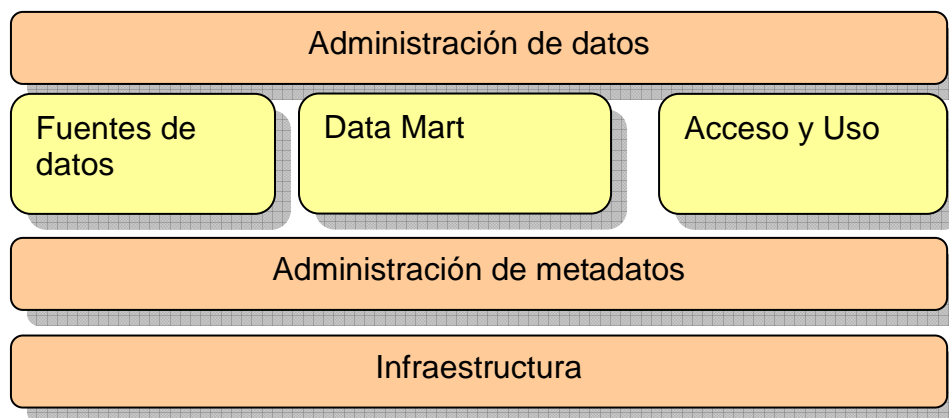 Administración de datos
Fuentes de
datos
Data Mart
Acceso y Uso
Administración de metadatos
Infraestructura